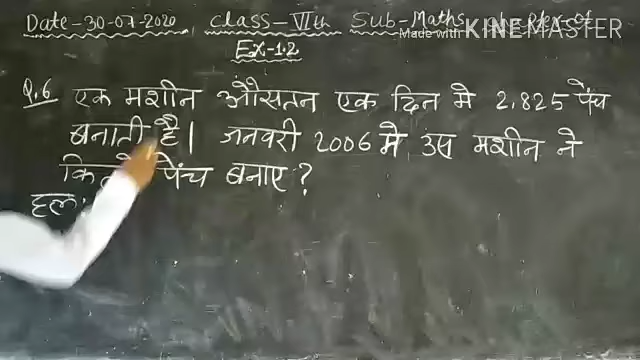 Date-30-07-2020, Class-VIIth Sub-Maths
Made with KINEMASTER
Ex-1.2
Q.6 एक मशीन औसतन एक दिन मे 2,825 पेंच
बनाती है। जनवरी 2006 मे उस मशीन ने
पेंच बनाए?
हल: